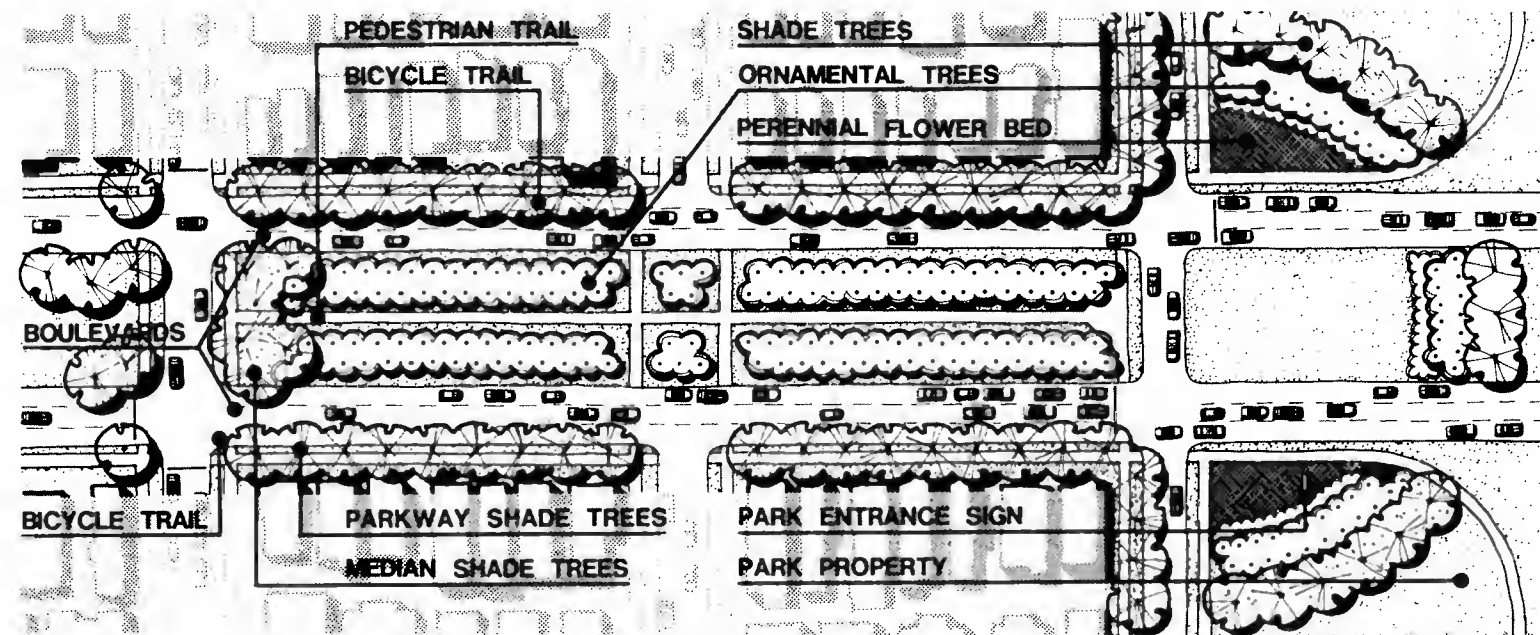 PEDESTRIAN TRAIL
BICYCLE TRAIL
SHADE TREES
ORNAMENTAL TREES
PERENNIAL FLOWER BED
BOULEVARDS
BICYCLE TRAIL
PARKWAY SHADE TREES
MEDIAN SHADE TREES
PARK ENTRANCE SIGN
PARK PROPERTY